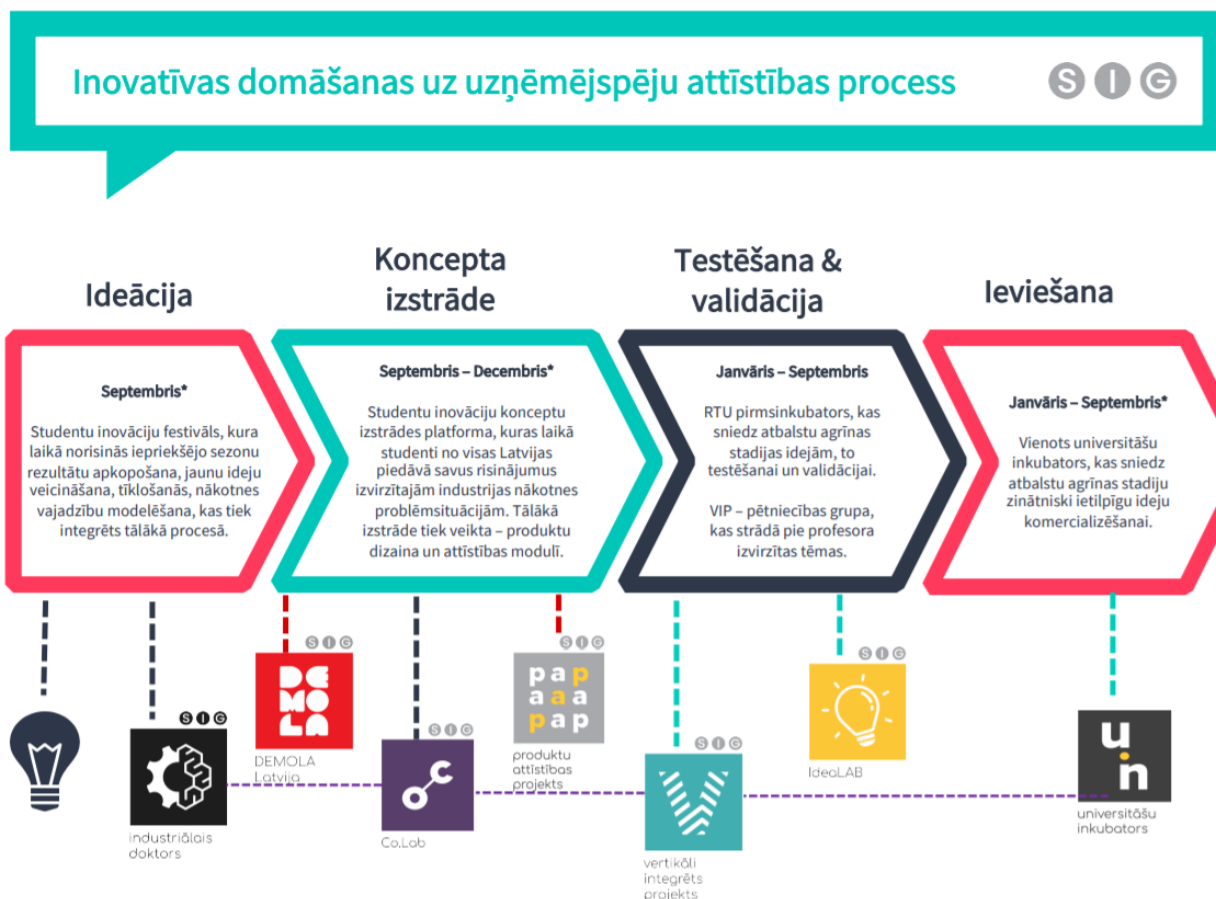 Inovatīvas domāšanas uz uzņēmējspēju attīstības process
S I G
Ideācija
Septembris*
Studentu inovāciju festivāls, kura
laikā norisinās iepriekšējo sezonu
rezultātu apkopošana, jaunu ideju
veicināšana, tīklošanās, nākotnes
vajadzību modelēšana, kas tiek
integrēts tālākā procesā.
Koncepta
izstrāde
Septembris – Decembris*
Studentu inovāciju konceptu
izstrādes platforma, kuras laikā
studenti no visas Latvijas
piedāvā savus risinājumus
izvirzītajām industrijas nākotnes
problēmsituācijām. Tālākā
izstrāde tiek veikta – produktu
dizaina un attīstības modulī.
Testēšana &
validācija
Janvāris – Septembris
RTU pirmsinkubators, kas
sniedz atbalstu agrīnas
stadijas idejām, to
testēšanai un validācijai.
VIP – pētniecības grupa,
kas strādā pie profesora
izvirzītas tēmas.
Ieviešana
Janvāris – Septembris*
Vienots universitāšu
inkubators, kas sniedz
atbalstu agrīnas stadiju
zinātniski ietilpīgu ideju
komercializēšanai.
S I G
industriālais
doktors
S I G
DE
MO
LA
DEMOLA
Latvija
S I G
C
o
Co.Lab
S I G
pap
aaa
pap
produktu
attīstības
projekts
S I G
V
vertikāli
integrēts
projekts
S I G
IdeaLAB
u
n
universitāšu
inkubators